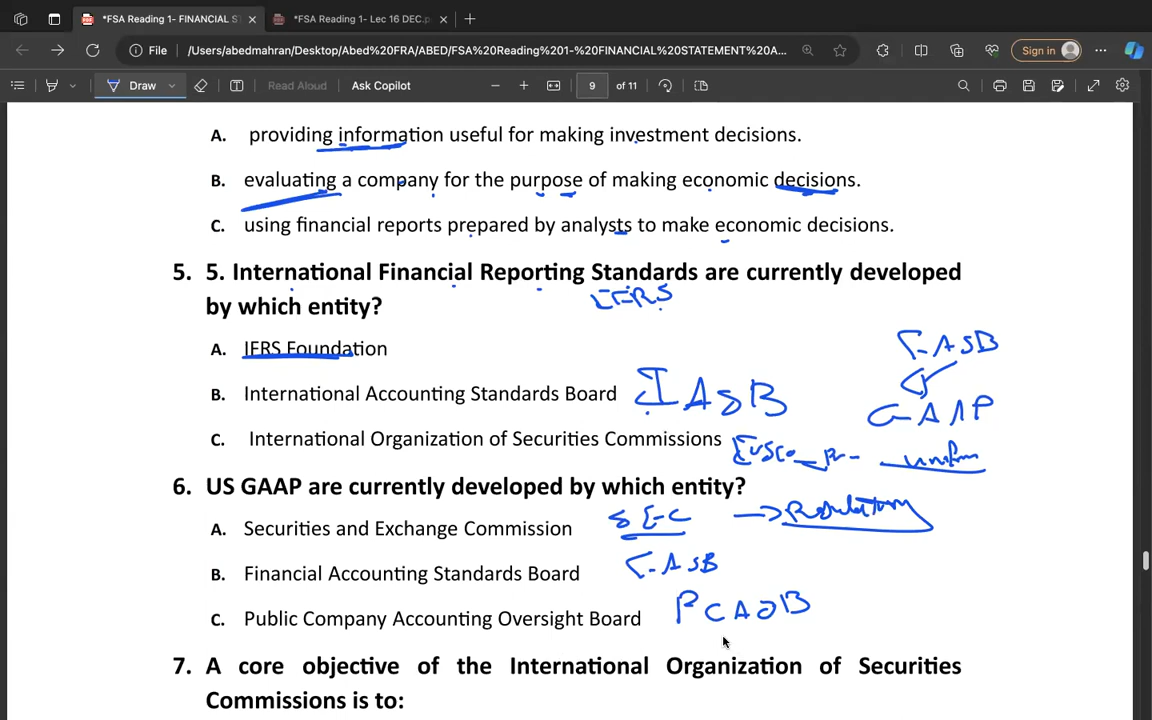 *FSA Reading 1- FINANCIAL S
*FSA Reading 1- Lec 16 DEC.p
File /Users/abedmahran/Desktop/Abed%20FRA/ABED/FSA%20Reading%201-%20FINANCIAL%20STATEMENT%20A...
Sign in
Draw Read Aloud Ask Copilot 9 of 11
A. providing information useful for making investment decisions.
B. evaluating a company for the purpose of making economic decisions.
C. using financial reports prepared by analysts to make economic decisions.
5. 5. International Financial Reporting Standards are currently developed
by which entity?
IFRS
A. IFRS Foundation
FASB
B. International Accounting Standards Board IASB
GAAP
C. International Organization of Securities Commissions
6. US GAAP are currently developed by which entity?
A. Securities and Exchange Commission SEC → Regulatory
B. Financial Accounting Standards Board FASB
C. Public Company Accounting Oversight Board PCAOB
7. A core objective of the International Organization of Securities
Commissions is to: